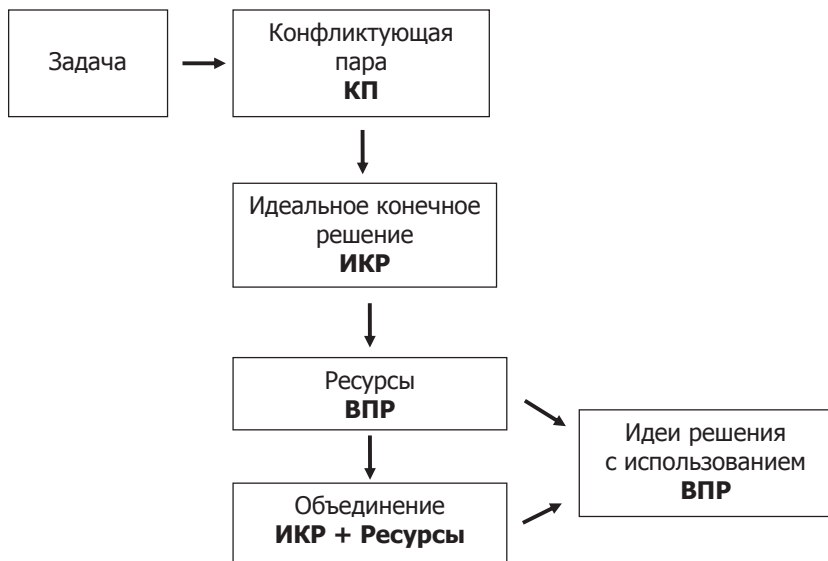 Задача
Конфликтующая
пара
КП
Идеальное конечное
решение
ИКР
Ресурсы
ВПР
Идеи решения
с использованием
ВПР
Объединение
ИКР + Ресурсы